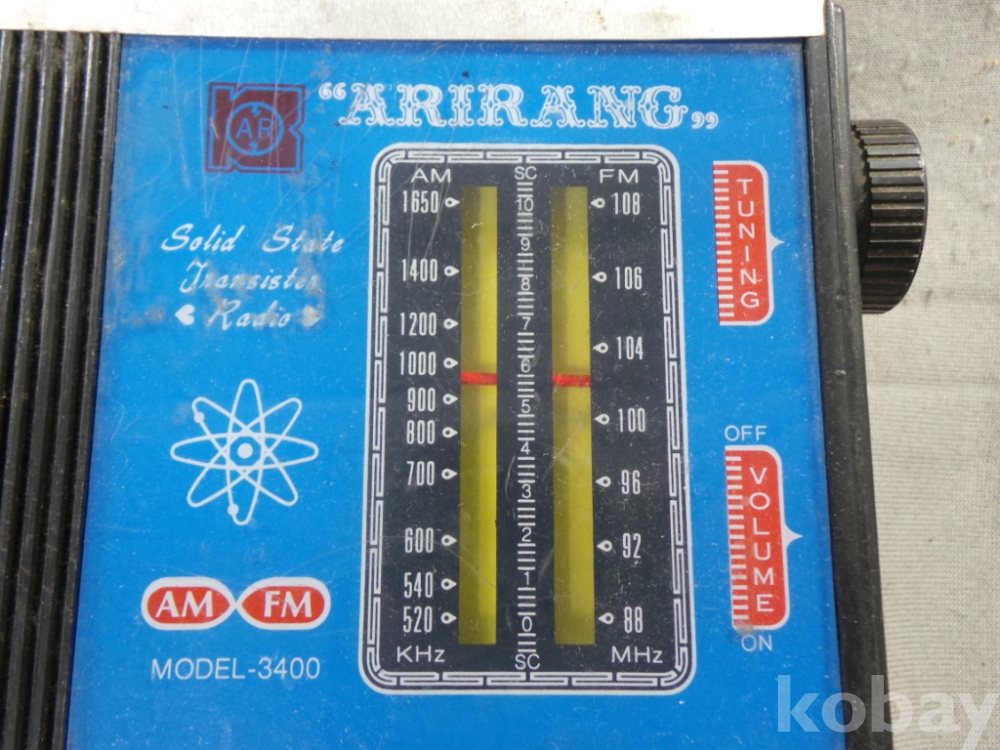 AR
“ARIRANG„
Solid State
Transister
Radio
AM FM
MODEL-3400
AM SC FM
1650
1400
1200
1000
900
800
700
600
540
520
KHz
10
9
8
7
6
5
4
3
2
1
0
SC
108
106
104
100
96
92
88
MHz
TUNING
OFF
VOLUME
ON
kobay